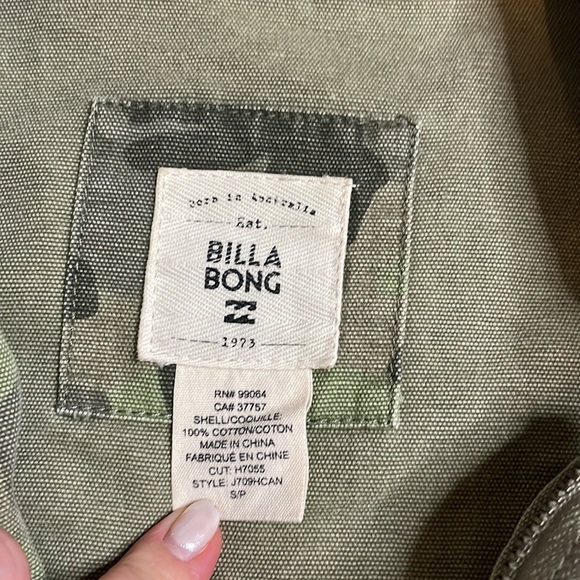 Born in Australia
Est.
BILLA
BONG
1973
RN# 99064
CA# 37757
SHELL/COQUILLE:
100% COTTON/COTON
MADE IN CHINA
FABRIQUÉ EN CHINE
CUT: H7055
STYLE: J709HCAN
S/P